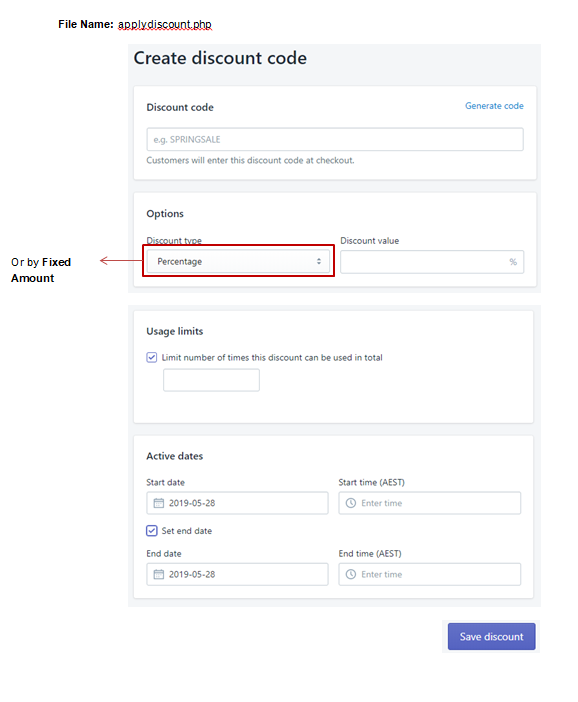 File Name: applydiscount.php
Create discount code
Discount code Generate code
e.g. SPRINGSALE
Customers will enter this discount code at checkout.
Options
Discount type Discount value
Or by Fixed Amount
Percentage %
Usage limits
Limit number of times this discount can be used in total
Active dates
Start date Start time (AEST)
2019-05-28 Enter time
Set end date
End date End time (AEST)
2019-05-28 Enter time
Save discount